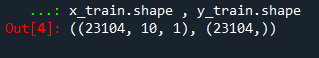 ...: x_train.shape , y_train.shape
Out[4]: ((23104, 10, 1), (23104,))